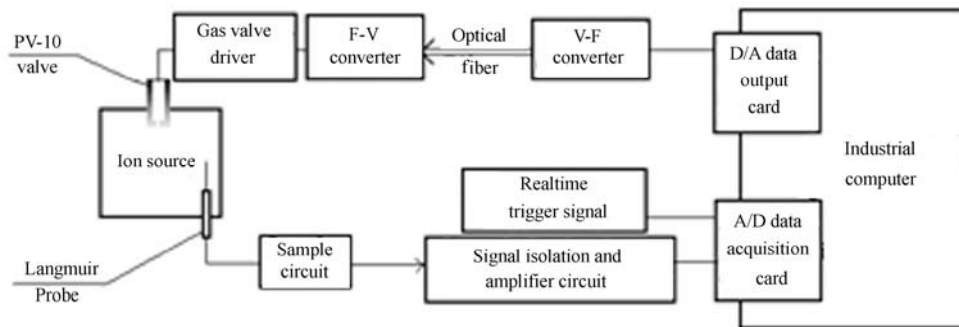 PV-10
valve
Gas valve
driver
F-V
converter
Optical
fiber
V-F
converter
D/A data
output
card
Ion source
Industrial
computer
Realtime
trigger signal
A/D data
acquisition
card
Sample
circuit
Signal isolation and
amplifier circuit
Langmuir
Probe